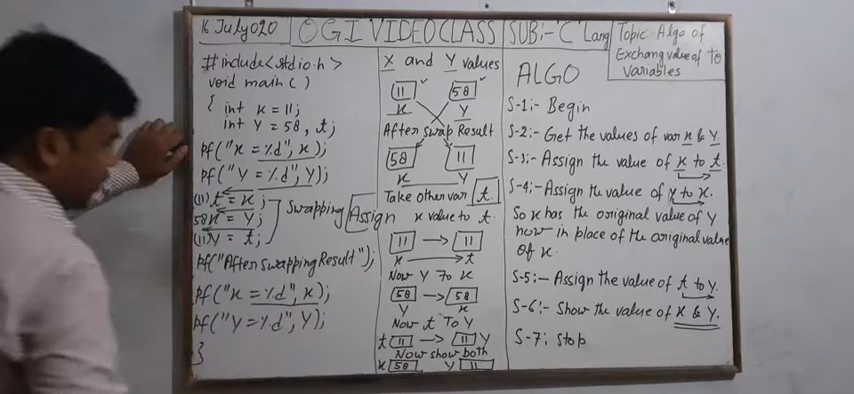 16 July 020
OGI VIDEO CLASS
SUB:- "C" Lang
Topic Algo of
Exchang value of To
Variables
# include<stdio.h>
void main( )
{ int x = 11;
int Y = 58, t;
Pf("x = %d", x);
Pf("Y = %d", Y);
(11) t = x;
58 x = Y;
(11) Y = t;
Swapping
Pf("After Swapping Result");
Pf("x = %d", x);
Pf("Y = %d", Y);
}
X and Y values
11 58
x Y
After Swap Result
58 11
x Y
Take other var t.
Assign x value to t.
11 → 11
x → t
Now Y To x
58 → 58
Y x
Now t To Y
t 11 → 11 Y
Now show both
x 58 Y 11
ALGO
S-1:- Begin
S-2:- Get the values of var x & Y
S-3:- Assign the value of x to t.
S-4:- Assign the value of Y to x.
So x has the original value of Y
now in place of the original value
of x.
S-5:- Assign the value of t to Y.
S-6:- Show the value of x & Y.
S-7: Stop